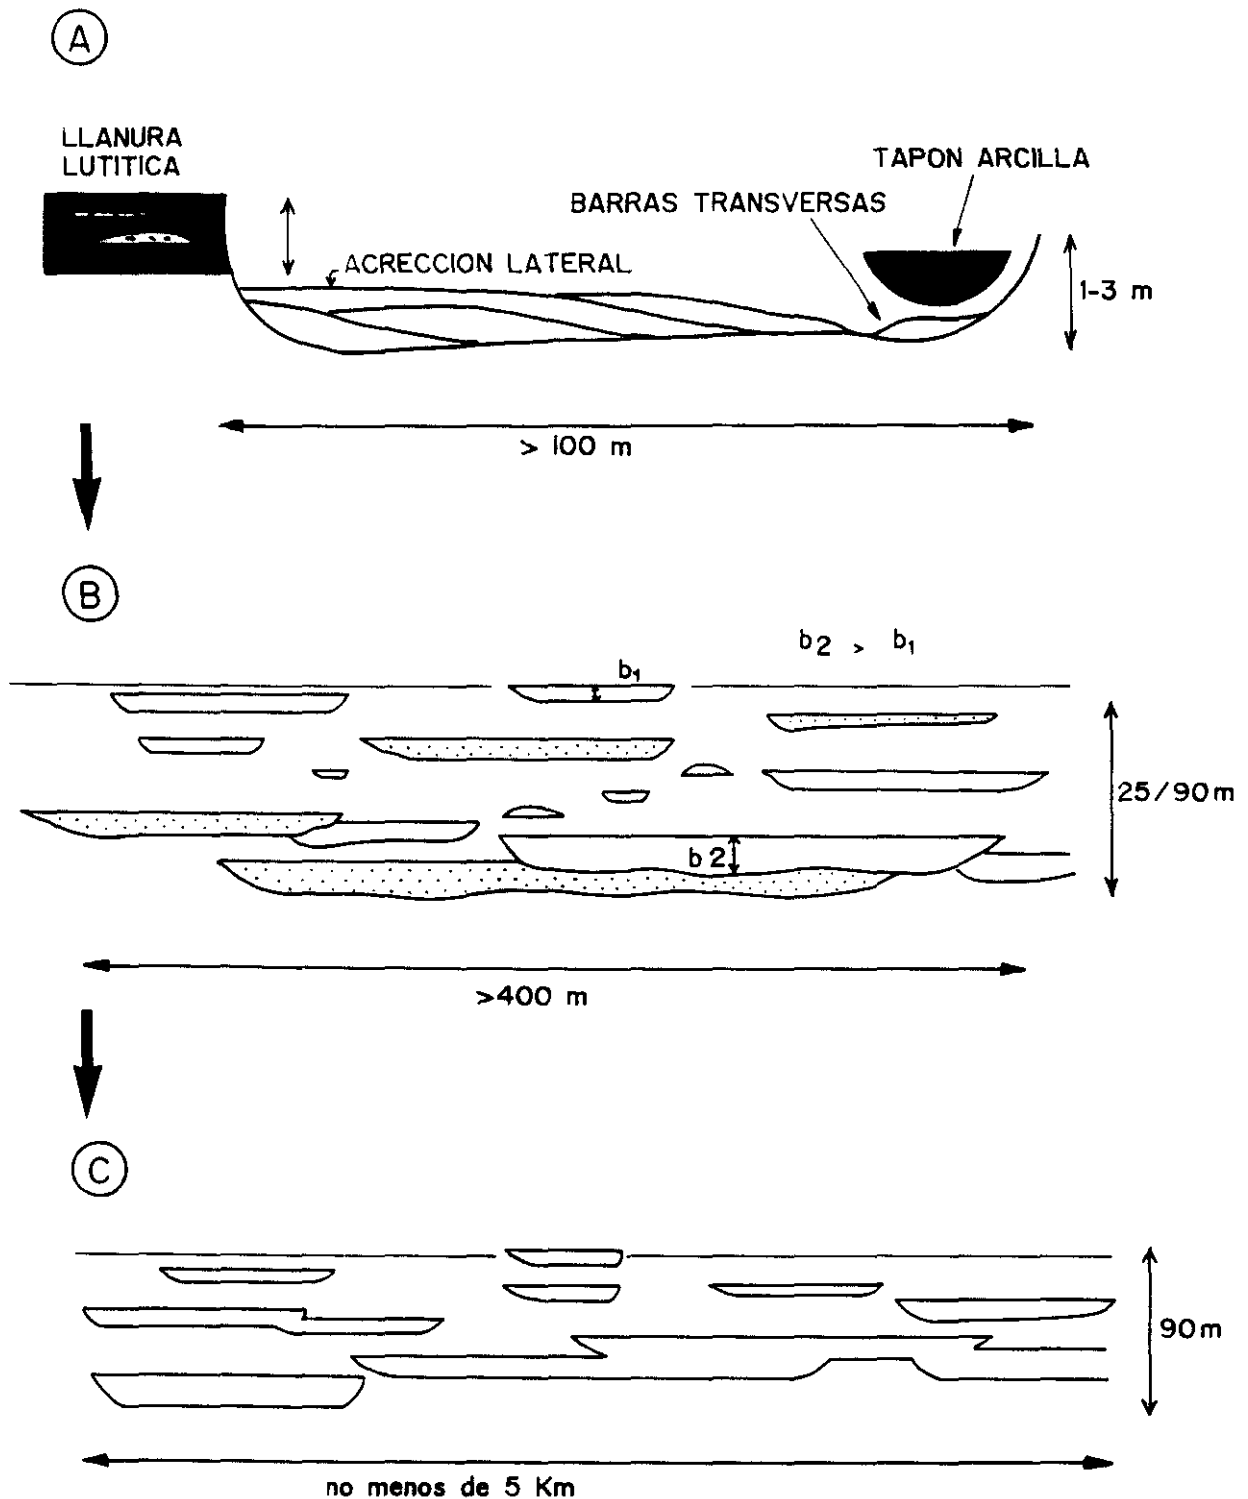 A
LLANURA
LUTITICA
TAPON ARCILLA
BARRAS TRANSVERSAS
ACRECCION LATERAL
1-3 m
> 100 m
B
b2 > b1
b1
25/90m
b2
>400 m
C
90m
no menos de 5 Km